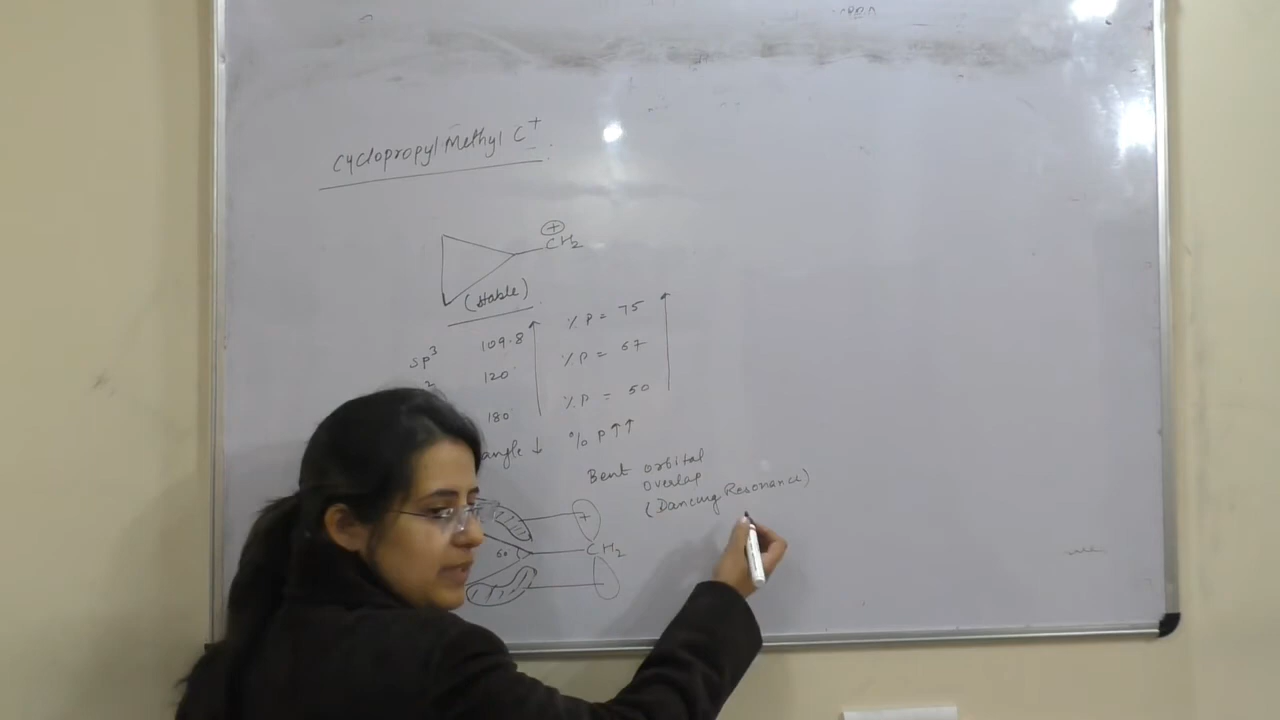 Cyclopropyl Methyl C+
+
CH2
(stable)
sp3 109.8 % P = 75
2 120° % P = 67
180° % P = 50
angle ↓ % P ↑↑
Bent orbital
overlap
(Dancing Resonance)
+
60 CH2